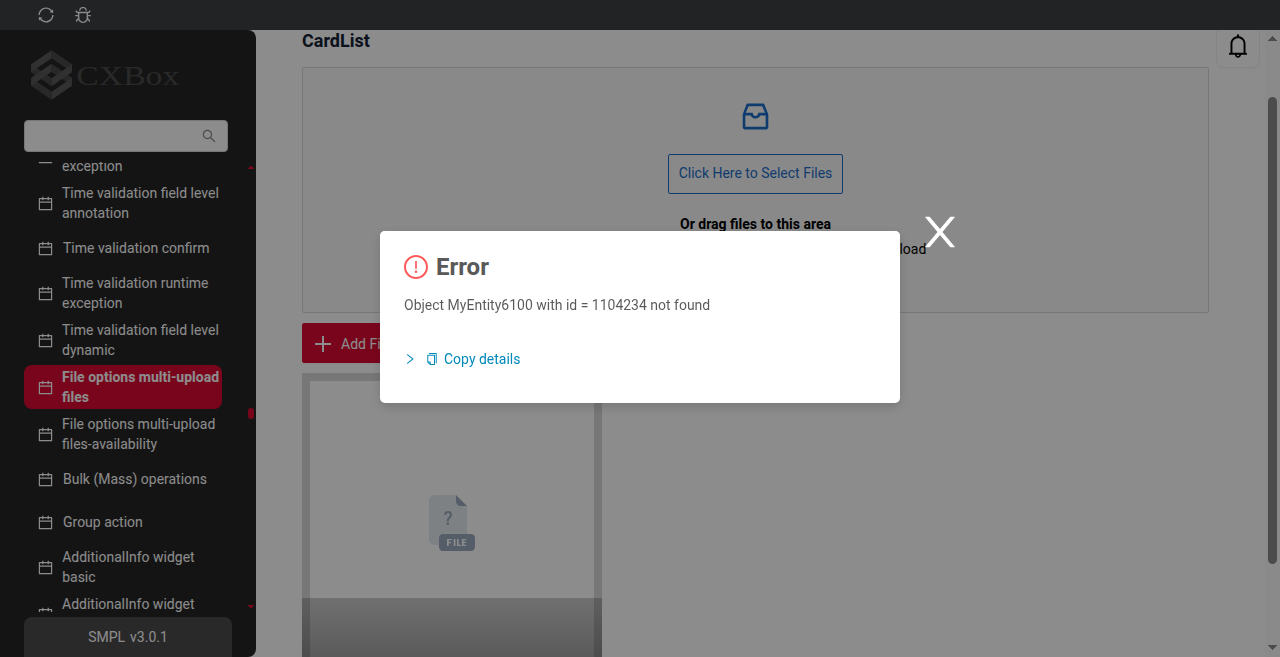 CardList
CXBox
Click Here to Select Files
Or drag files to this area
load
exception
Time validation field level
annotation
Time validation confirm
Time validation runtime
exception
Time validation field level
dynamic
File options multi-upload
files
File options multi-upload
files-availability
Bulk (Mass) operations
Group action
AdditionalInfo widget
basic
AdditionalInfo widget
SMPL v3.0.1
Error
Object MyEntity6100 with id = 1104234 not found
Copy details
Add Fi
?
FILE